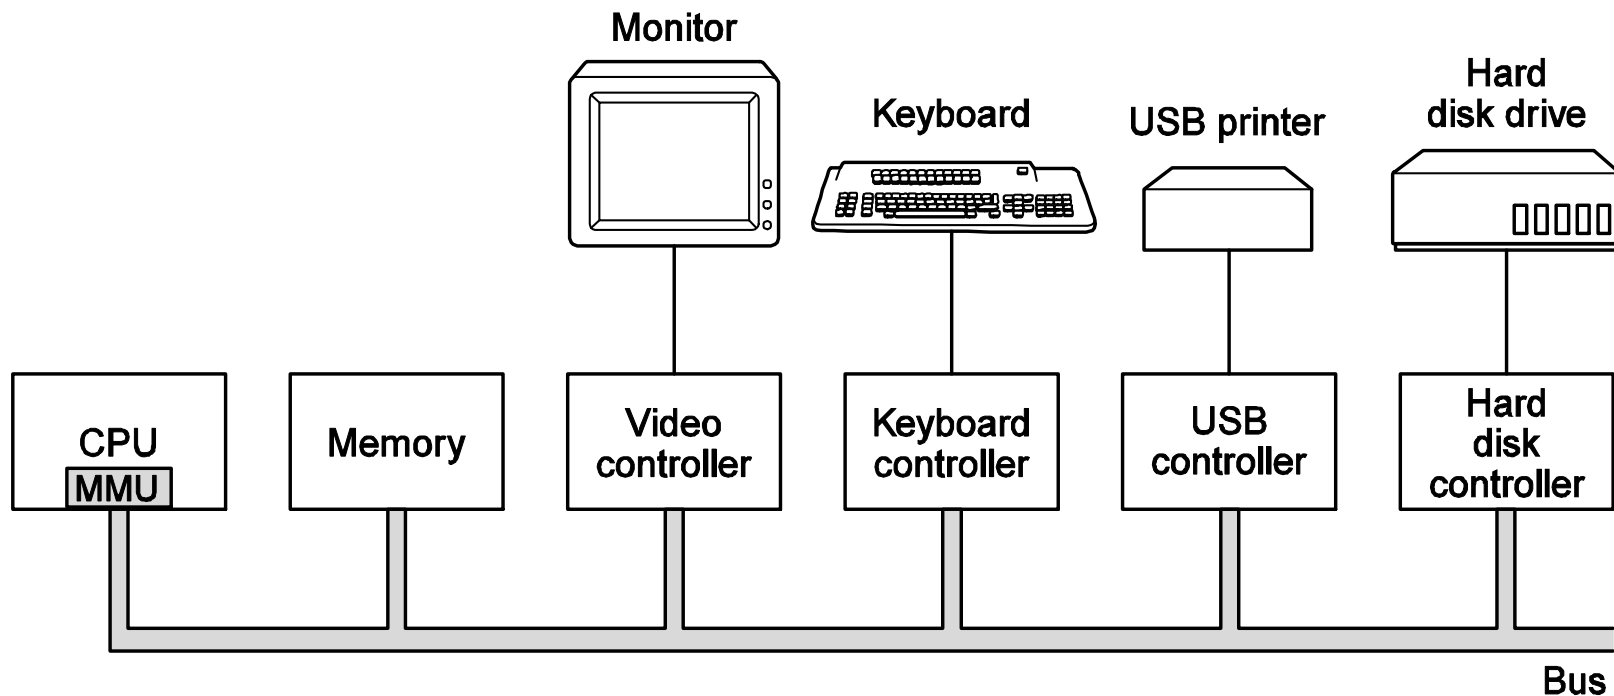 Monitor
Keyboard
USB printer
Hard
disk drive
CPU
MMU
Memory
Video
controller
Keyboard
controller
USB
controller
Hard
disk
controller
Bus